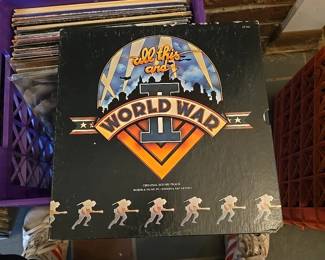 all this
and
WORLD WAR
II
ORIGINAL SOUNDTRACK